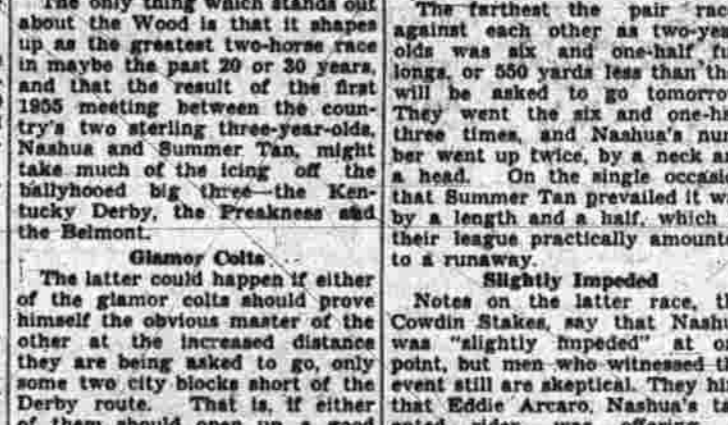 The only thing which stands out
about the Wood is that it shapes
up as the greatest two-horse race
in maybe the past 20 or 30 years,
and that the result of the first
1955 meeting between the coun-
try's two sterling three-year-olds,
Nashua and Summer Tan, might
take much of the icing off the
ballyhooed big three—the Ken-
tucky Derby, the Preakness and
the Belmont.
Glamor Colts
The latter could happen if either
of the glamor colts should prove
himself the obvious master of the
other at the increased distance
they are being asked to go, only
some two city blocks short of the
Derby route. That is, if either
of them should open up a good
The farthest the pair
against each other as
olds was six and one-half
longs, or 550 yards less than
will be asked to go
They went the six and
three times, and Nashua's
ber went up twice, by a neck
a head. On the single
that Summer Tan prevailed it
by a length and a half, which
their league practically
to a runaway.
Slightly Impeded
Notes on the latter race,
Cowdin Stakes, say that
was "slightly impeded" at
point, but men who witnessed
event still are skeptical. They
that Eddie Arcaro, Nashua's
rider, was